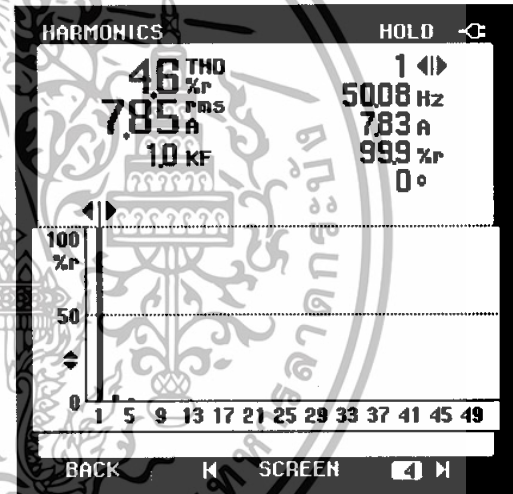 HARMONICS HOLD
4,6 THD %r
7,85 rms A
1,0 KF
1
50,08 Hz
7,83 A
99,9 %r
0°
100
%r
50
0
1 5 9 13 17 21 25 29 33 37 41 45 49
BACK SCREEN 4